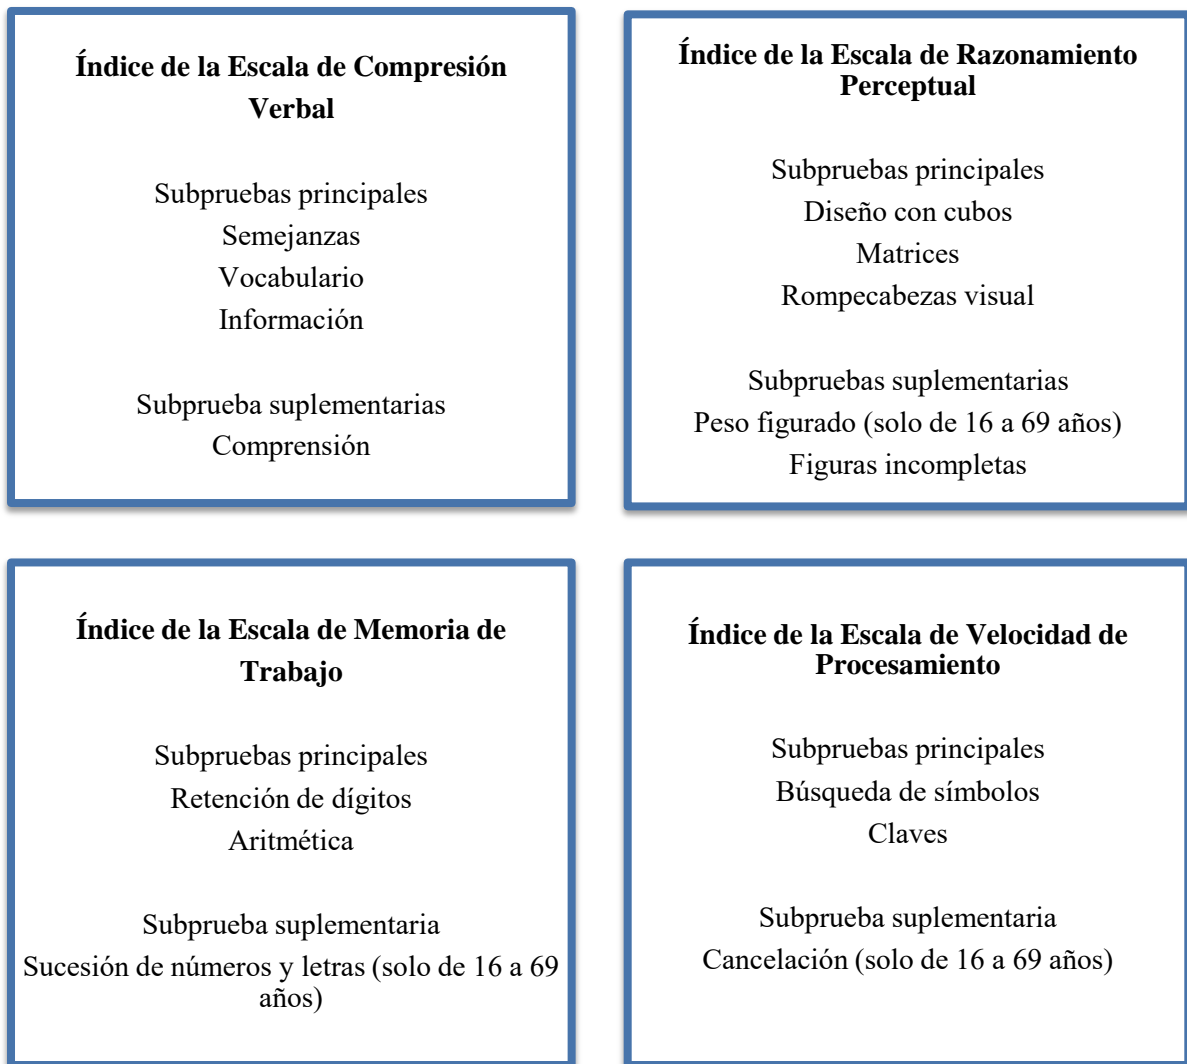 Índice de la Escala de Compresión
Verbal
Subpruebas principales
Semejanzas
Vocabulario
Información
Subprueba suplementarias
Comprensión
Índice de la Escala de Razonamiento
Perceptual
Subpruebas principales
Diseño con cubos
Matrices
Rompecabezas visual
Subpruebas suplementarias
Peso figurado (solo de 16 a 69 años)
Figuras incompletas
Índice de la Escala de Memoria de
Trabajo
Subpruebas principales
Retención de dígitos
Aritmética
Subprueba suplementaria
Sucesión de números y letras (solo de 16 a 69
años)
Índice de la Escala de Velocidad de
Procesamiento
Subpruebas principales
Búsqueda de símbolos
Claves
Subprueba suplementaria
Cancelación (solo de 16 a 69 años)